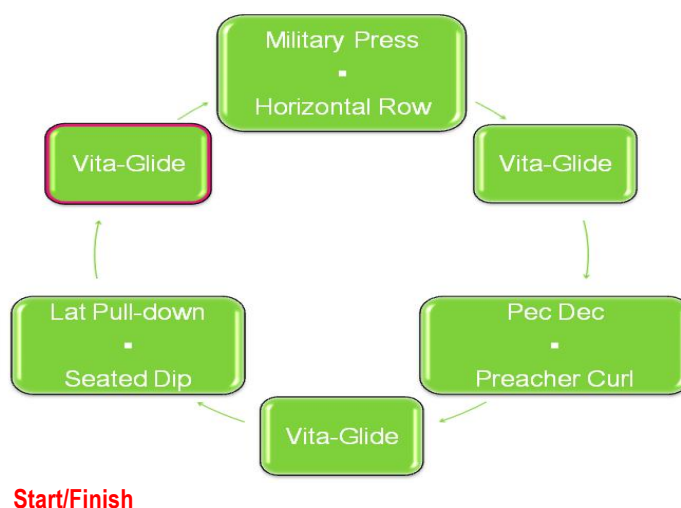 Military Press
▪
Horizontal Row
Vita-Glide
Vita-Glide
Lat Pull-down
▪
Seated Dip
Pec Dec
▪
Preacher Curl
Vita-Glide
Start/Finish